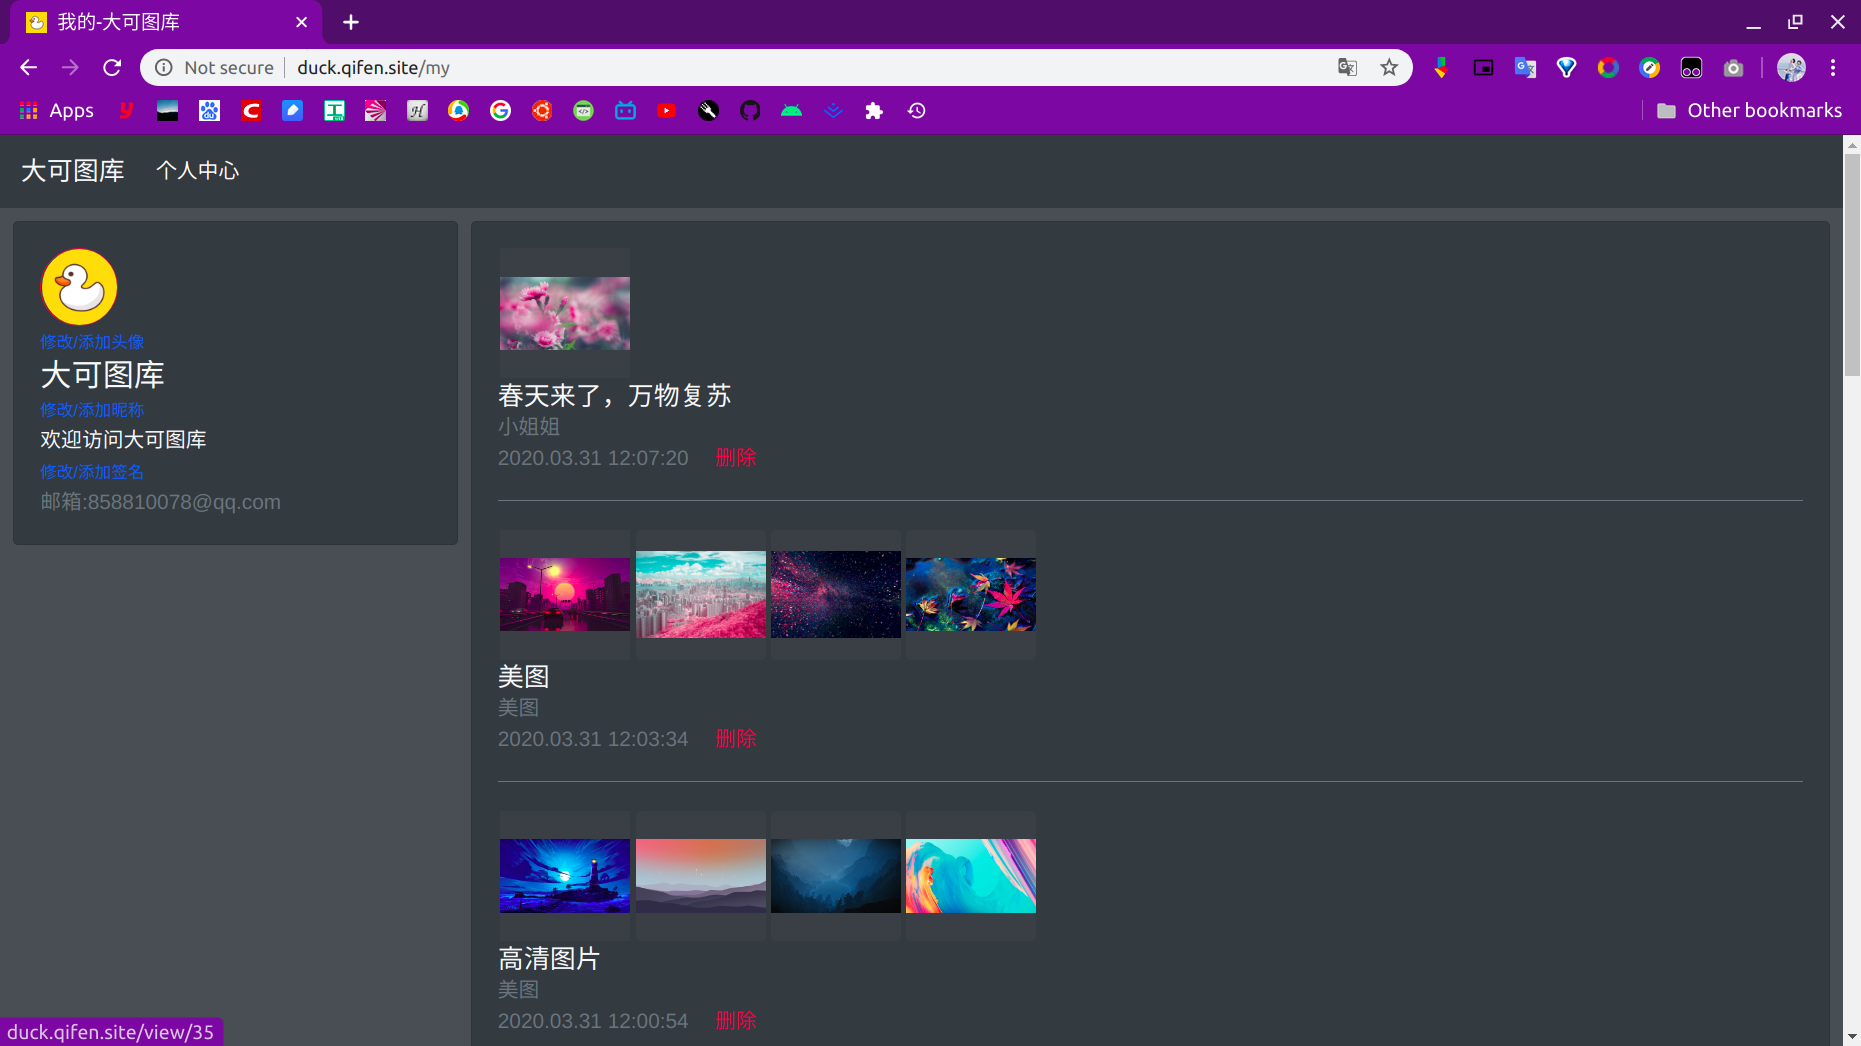 我的-大可图库
Not secure
duck.qifen.site/my
Apps
Other bookmarks
大可图库
个人中心
修改/添加头像
大可图库
修改/添加昵称
欢迎访问大可图库
修改/添加签名
邮箱:858810078@qq.com
春天来了，万物复苏
小姐姐
2020.03.31 12:07:20 删除
美图
美图
2020.03.31 12:03:34 删除
高清图片
美图
2020.03.31 12:00:54 删除
duck.qifen.site/view/35